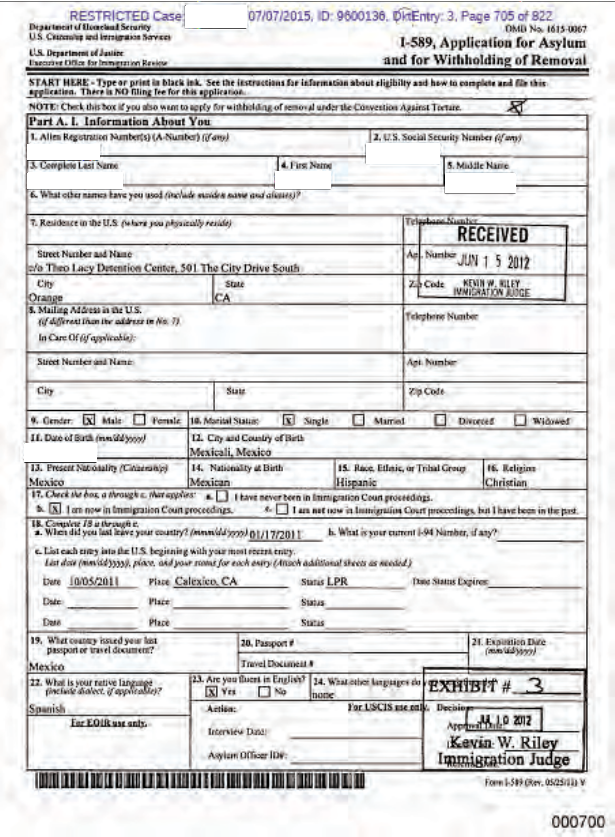 RESTRICTED Case: 07/07/2015, ID: 9600136, DktEntry: 3, Page 705 of 822
Department of Homeland Security
U.S. Citizenship and Immigration Services
U.S. Department of Justice
Executive Office for Immigration Review
OMB No. 1615-0067
I-589, Application for Asylum
and for Withholding of Removal
START HERE - Type or print in black ink. See the instructions for information about eligibility and how to complete and file this
application. There is NO filing fee for this application.
NOTE: Check this box if you also want to apply for withholding of removal under the Convention Against Torture. X
Part A. I. Information About You
1. Alien Registration Number(s) (A-Number) (if any)
2. U.S. Social Security Number (if any)
3. Complete Last Name
4. First Name
5. Middle Name
6. What other names have you used (include maiden name and aliases)?
7. Residence in the U.S. (where you physically reside)
Telephone Number
RECEIVED
Street Number and Name
Apt. Number
JUN 15 2012
c/o Theo Lacy Detention Center, 501 The City Drive South
City
State
Zip Code
KEVIN W. RILEY
IMMIGRATION JUDGE
Orange
CA
8. Mailing Address in the U.S.
(if different than the address in No. 7)
Telephone Number
In Care Of (if applicable):
Street Number and Name
Apt. Number
City
State
Zip Code
9. Gender: X Male Female 10. Marital Status: X Single Married Divorced Widowed
11. Date of Birth (mm/dd/yyyy)
12. City and Country of Birth
Mexicali, Mexico
13. Present Nationality (Citizenship)
14. Nationality at Birth
15. Race, Ethnic, or Tribal Group
16. Religion
Mexico
Mexican
Hispanic
Christian
17. Check the box, a through c, that applies: a. I have never been in Immigration Court proceedings.
b. X I am now in Immigration Court proceedings. c. I am not now in Immigration Court proceedings, but I have been in the past.
18. Complete 18 a through c.
a. When did you last leave your country? (mmm/dd/yyyy) 01/17/2011 b. What is your current I-94 Number, if any?
c. List each entry into the U.S. beginning with your most recent entry.
List date (mm/dd/yyyy), place, and your status for each entry (Attach additional sheets as needed.)
Date 10/05/2011 Place Calexico, CA Status LPR Date Status Expires
Date Place Status
Date Place Status
19. What country issued your last
passport or travel document?
20. Passport #
21. Expiration Date
(mm/dd/yyyy)
Travel Document #
Mexico
22. What is your native language
(include dialect, if applicable)?
23. Are you fluent in English?
X Yes No
24. What other languages do
none
EXHIBIT # 3
Spanish
For EOIR use only.
For USCIS use only.
Action:
Interview Date:
Asylum Officer ID#:
Decision
Approval Date:
JUL 10 2012
Kevin W. Riley
Immigration Judge
Form I-589 (Rev. 05/25/11) Y
000700